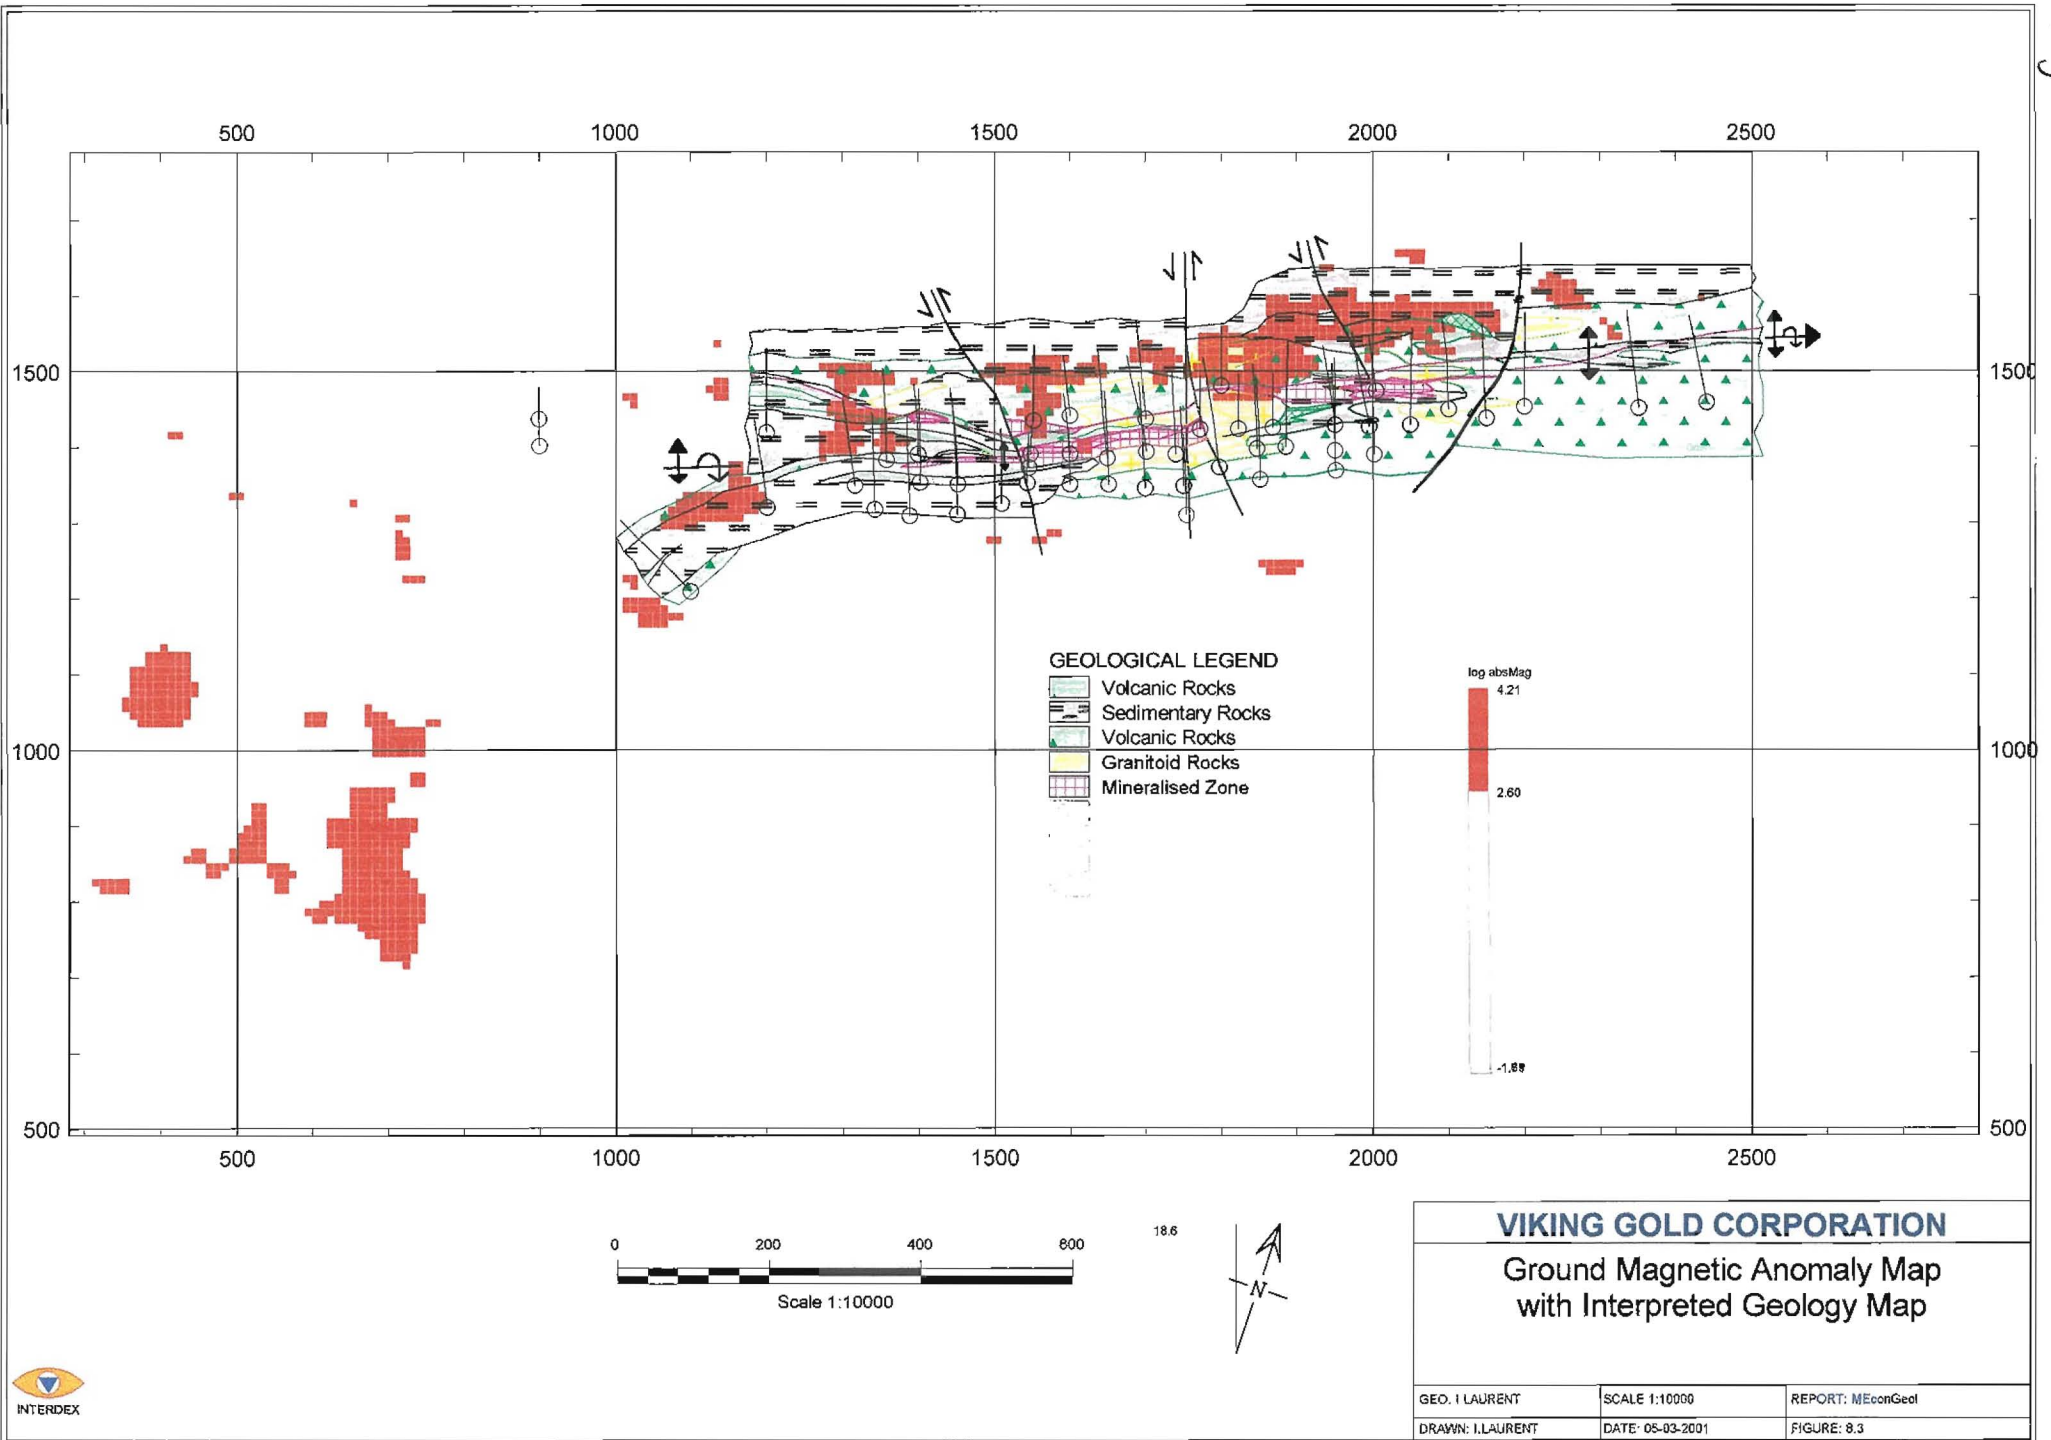 500 1000 1500 2000 2500
1500 1500
GEOLOGICAL LEGEND
Volcanic Rocks
Sedimentary Rocks
Volcanic Rocks
Granitoid Rocks
Mineralised Zone
log absMag
4.21
2.60
1000 1000
500 500
500 1000 1500 2000 2500
0 200 400 600
Scale 1:10000
18.6
N
VIKING GOLD CORPORATION
Ground Magnetic Anomaly Map
with Interpreted Geology Map
GEO. I LAURENT SCALE 1:10000 REPORT: MEconGeol
DRAWN: I.LAURENT DATE: 05-03-2001 FIGURE: 8.3
INTERDEX